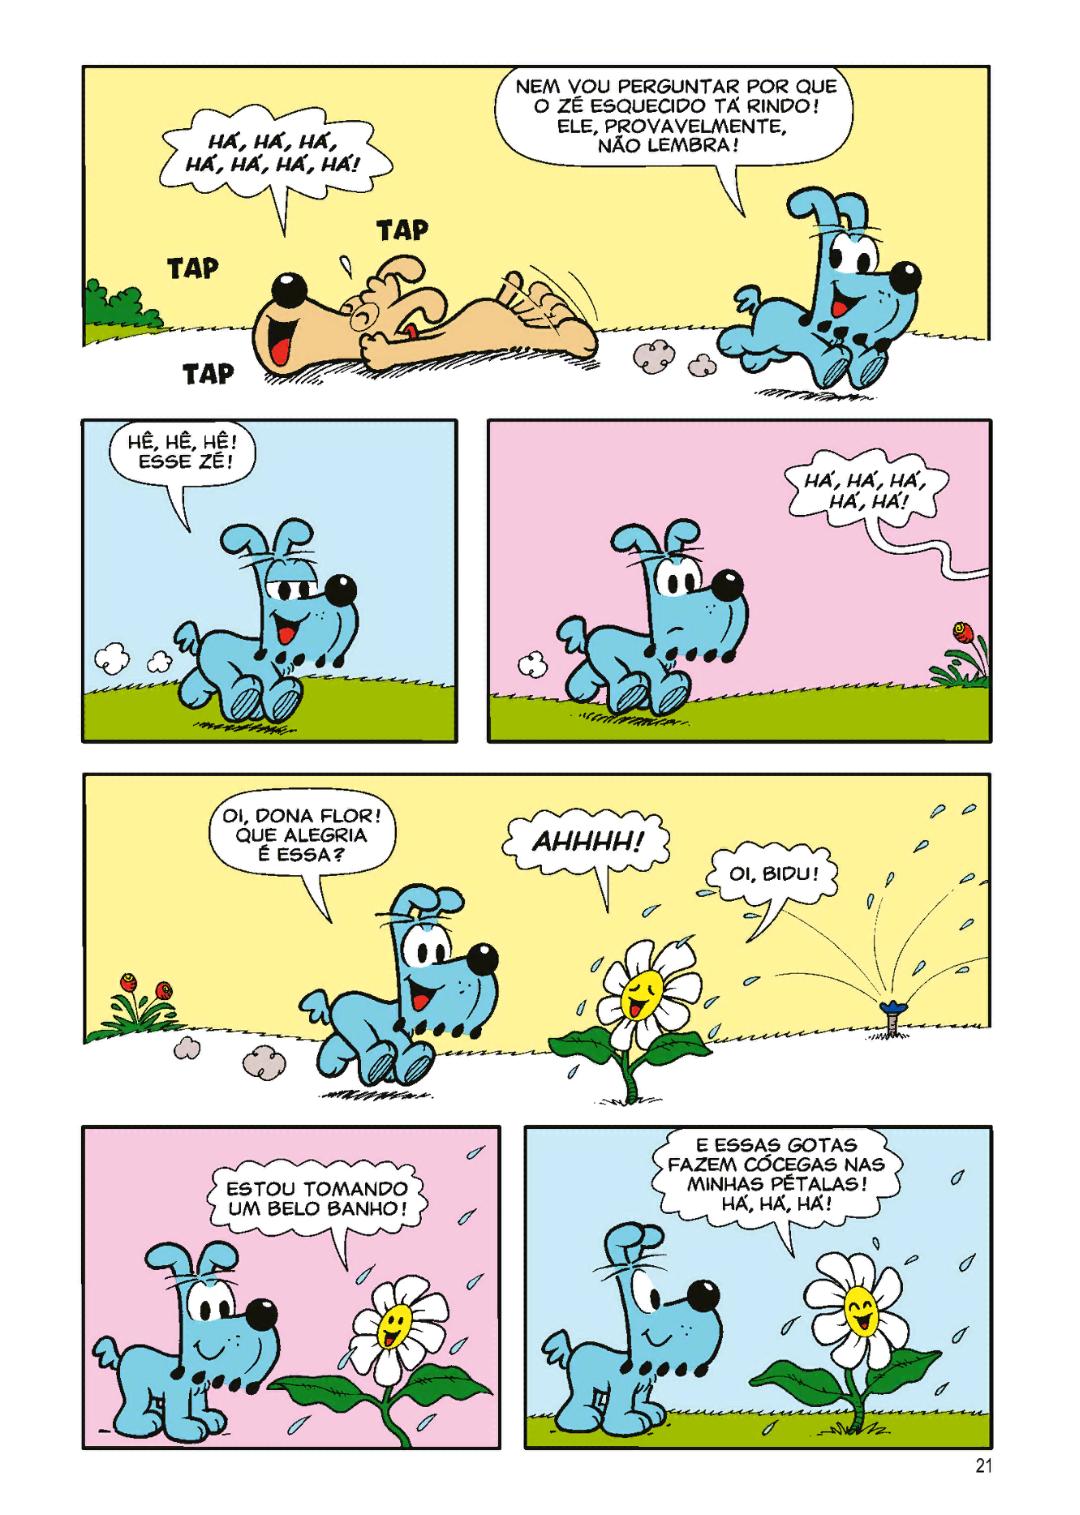 HÁ, HÁ, HÁ,
HÁ, HÁ, HÁ, HÁ!
NEM VOU PERGUNTAR POR QUE
O ZÉ ESQUECIDO TÁ RINDO!
ELE, PROVAVELMENTE,
NÃO LEMBRA!
TAP
TAP
TAP
HÊ, HÊ, HÊ!
ESSE ZÉ!
HÁ, HÁ, HÁ,
HÁ, HÁ!
OI, DONA FLOR!
QUE ALEGRIA
É ESSA?
AHHHH!
OI, BIDU!
ESTOU TOMANDO
UM BELO BANHO!
E ESSAS GOTAS
FAZEM CÓCEGAS NAS
MINHAS PÉTALAS!
HÁ, HÁ, HÁ!
21